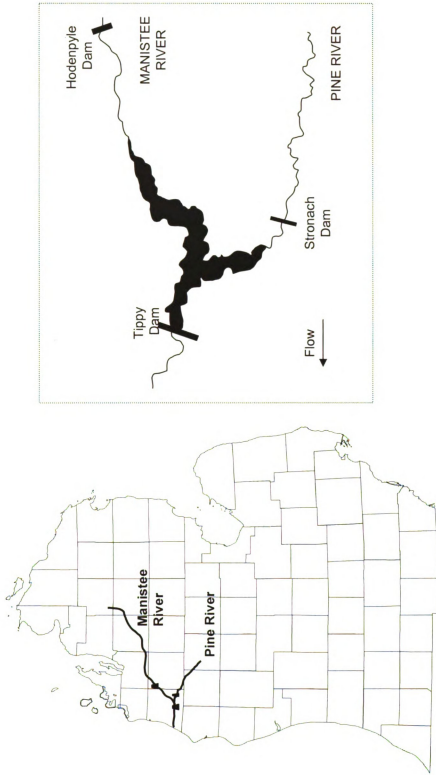 Manistee
River
Pine River
Hodenpyle
Dam
MANISTEE
RIVER
Tippy
Dam
Stronach
Dam
PINE RIVER
Flow